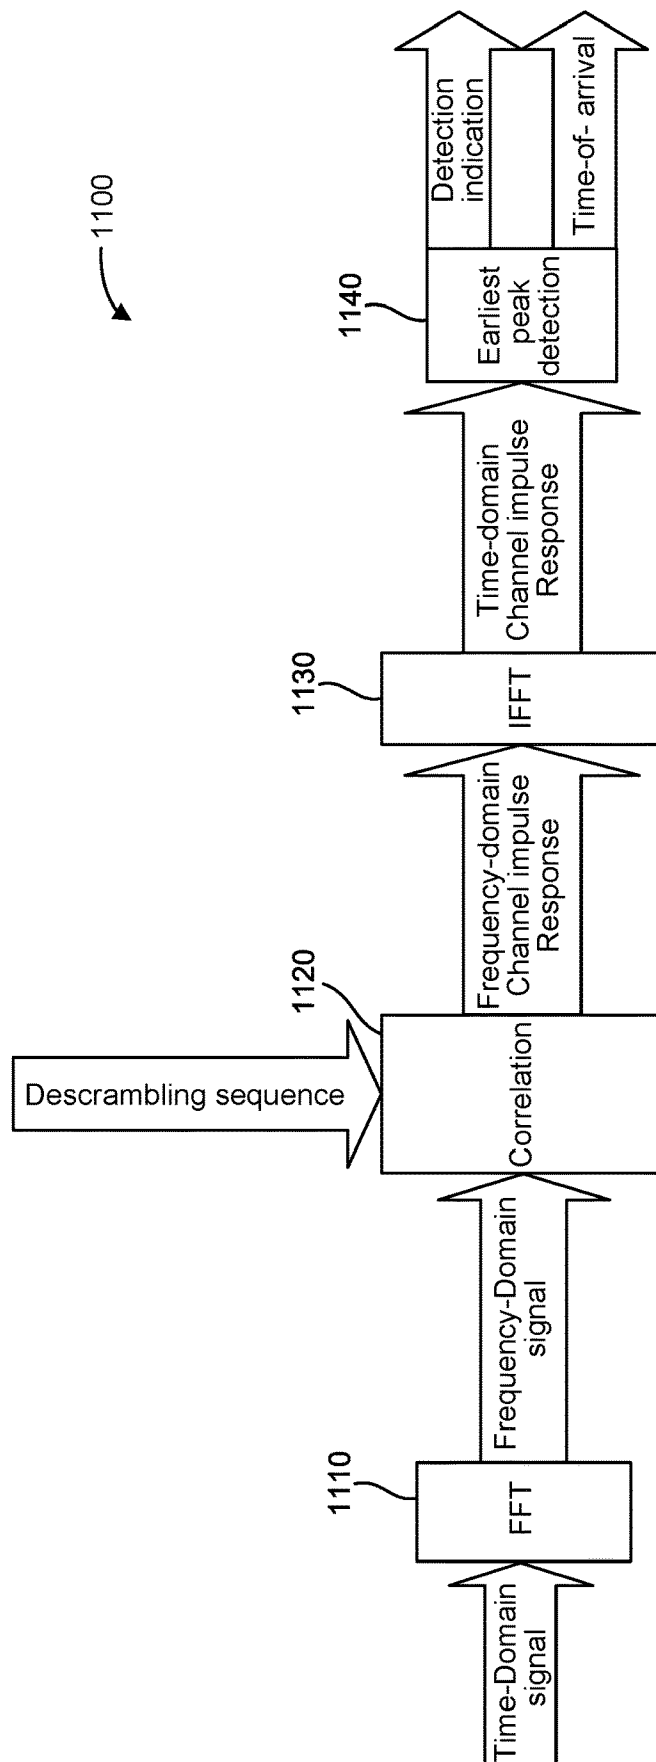 1100
Time-Domain
signal
1110
FFT
Frequency-Domain
signal
Descrambling sequence
1120
Correlation
Frequency-domain
Channel impulse
Response
1130
IFFT
Time-domain
Channel impulse
Response
1140
Earliest
peak
detection
Detection
indication
Time-of- arrival